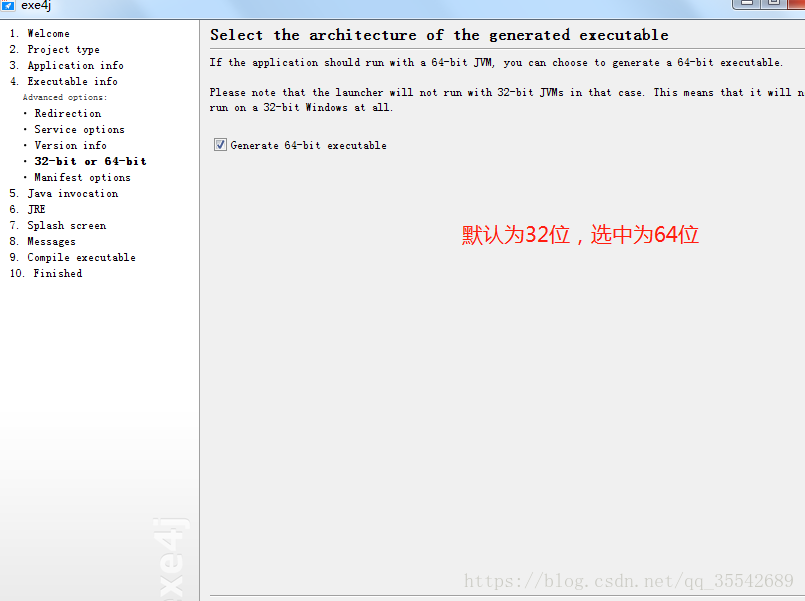 exe4j
1. Welcome
2. Project type
3. Application info
4. Executable info
Advanced options:
· Redirection
· Service options
· Version info
· 32-bit or 64-bit
· Manifest options
5. Java invocation
6. JRE
7. Splash screen
8. Messages
9. Compile executable
10. Finished
exe4j
Select the architecture of the generated executable
If the application should run with a 64-bit JVM, you can choose to generate a 64-bit executable.
Please note that the launcher will not run with 32-bit JVMs in that case. This means that it will n
run on a 32-bit Windows at all.
Generate 64-bit executable
默认为32位，选中为64位
https://blog.csdn.net/qq_35542689